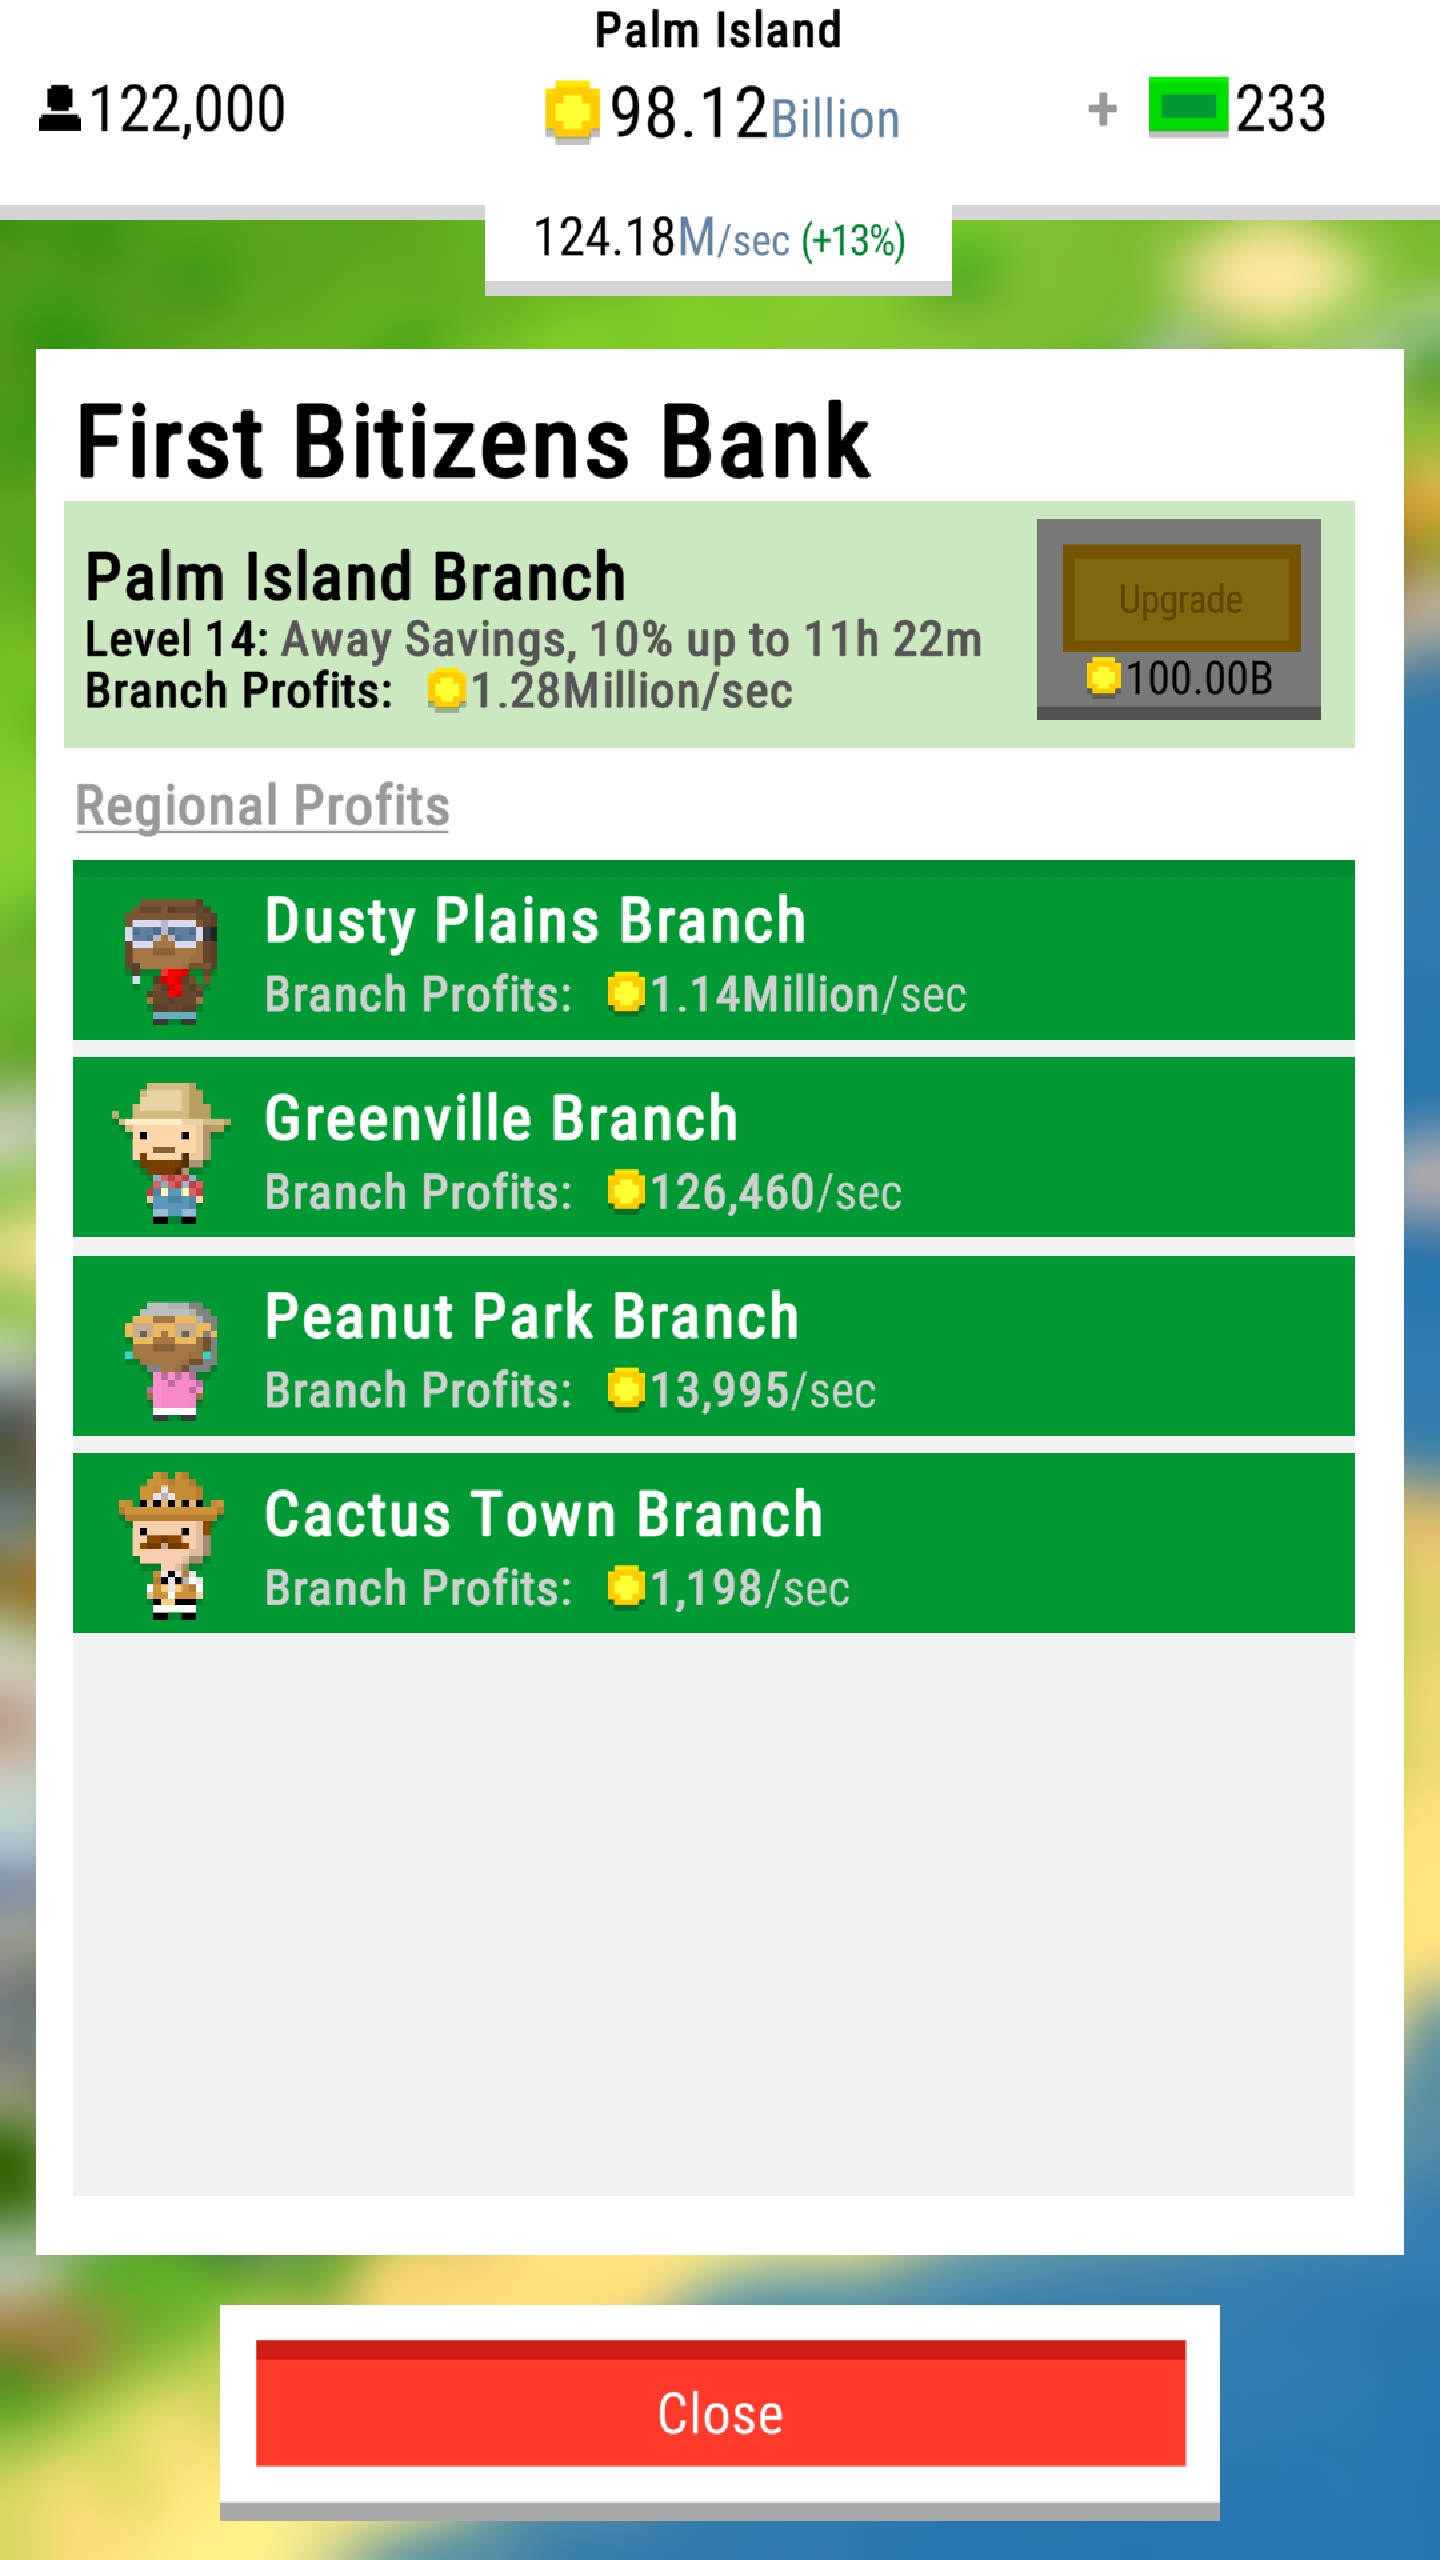 Palm Island
122,000
98.12Billion
+ 233
124.18M/sec (+13%)
First Bitizens Bank
Palm Island Branch
Level 14: Away Savings, 10% up to 11h 22m
Branch Profits: 1.28Million/sec
Upgrade
100.00B
Regional Profits
Dusty Plains Branch
Branch Profits: 1.14Million/sec
Greenville Branch
Branch Profits: 126,460/sec
Peanut Park Branch
Branch Profits: 13,995/sec
Cactus Town Branch
Branch Profits: 1,198/sec
Close